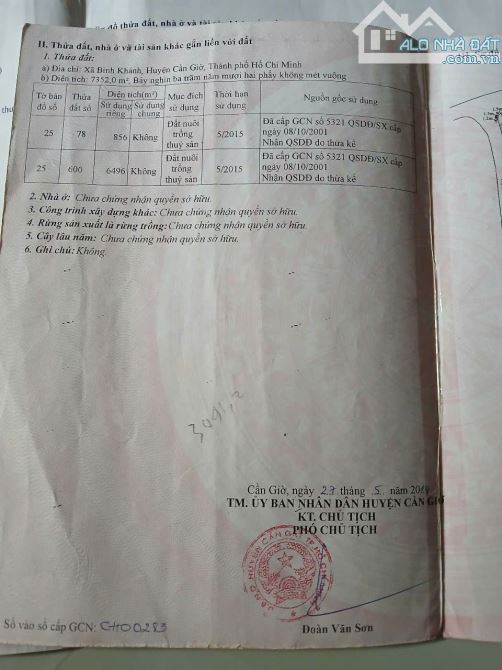 ALO NHÀ ĐẤT
.com.vn
II. Thửa đất, nhà ở và tài sản khác gắn liền với đất
1. Thửa đất:
a) Địa chỉ: Xã Bình Khánh, Huyện Cần Giờ, Thành phố Hồ Chí Minh
b) Diện tích: 7352,0 m². Bảy nghìn ba trăm năm mươi hai phẩy không mét vuông
Tờ bản đồ số | Thửa đất số | Diện tích(m²) Sử dụng riêng | Sử dụng chung | Mục đích sử dụng | Thời hạn sử dụng | Nguồn gốc sử dụng
25 | 78 | 856 | Không | Đất nuôi trồng thuỷ sản | 5/2015 | Đã cấp GCN số 5321 QSDĐ/SX cấp ngày 08/10/2001 Nhận QSDĐ do thừa kế
25 | 600 | 6496 | Không | Đất nuôi trồng thuỷ sản | 5/2015 | Đã cấp GCN số 5321 QSDĐ/SX cấp ngày 08/10/2001 Nhận QSDĐ do thừa kế
2. Nhà ở: Chưa chứng nhận quyền sở hữu.
3. Công trình xây dựng khác: Chưa chứng nhận quyền sở hữu.
4. Rừng sản xuất là rừng trồng: Chưa chứng nhận quyền sở hữu.
5. Cây lâu năm: Chưa chứng nhận quyền sở hữu.
6. Ghi chú: Không.
3091,2
Cần Giờ, ngày 27 tháng 5 năm
TM. ỦY BAN NHÂN DÂN HUYỆN CẦN GIỜ
KT. CHỦ TỊCH
PHÓ CHỦ TỊCH
Đoàn Văn Sơn
Số vào sổ cấp GCN: CH00283